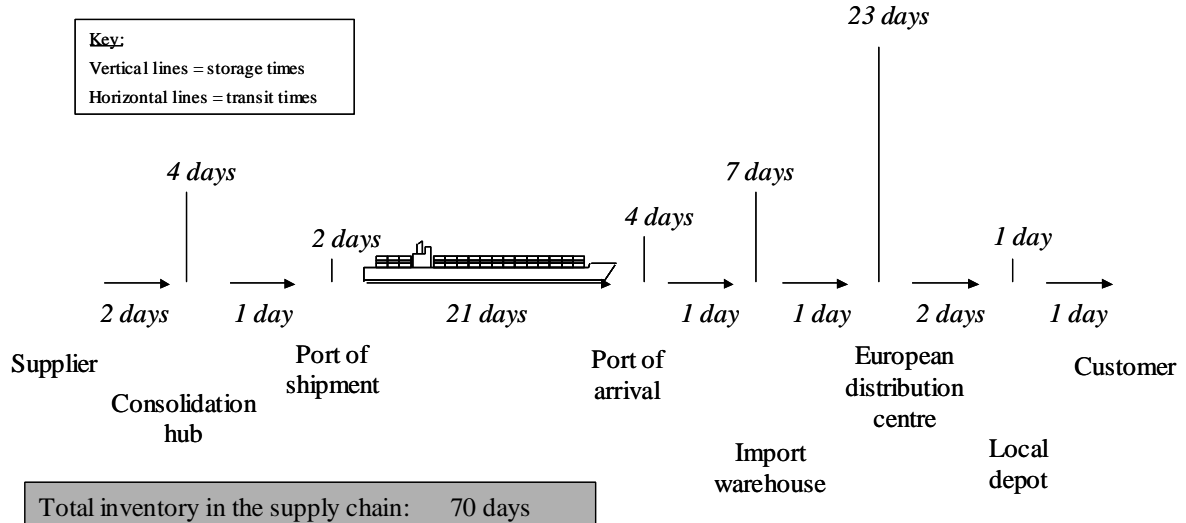 Key:
Vertical lines = storage times
Horizontal lines = transit times
23 days
4 days
7 days
2 days
4 days
1 day
2 days
1 day
21 days
1 day
1 day
2 days
1 day
Supplier
Consolidation
hub
Port of
shipment
Port of
arrival
Import
warehouse
European
distribution
centre
Local
depot
Customer
Total inventory in the supply chain: 70 days